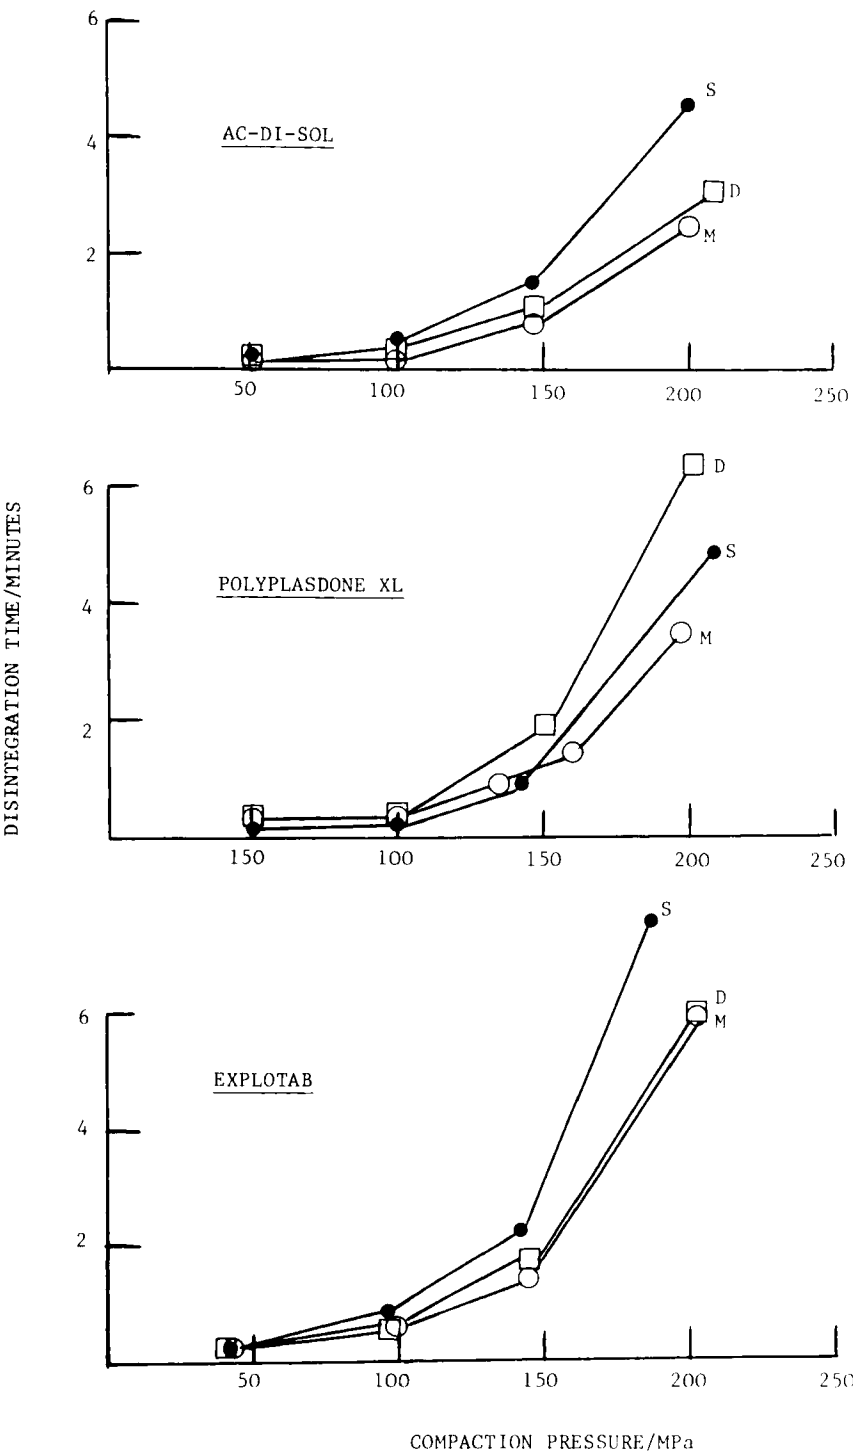 6
S
AC-DI-SOL
4
D
M
2
50 100 150 200 250
D
6
S
POLYPLASDONE XL
4
M
2
150 100 150 200 250
DISINTEGRATION TIME/MINUTES
S
D
6
M
EXPLOTAB
4
2
50 100 150 200 250
COMPACTION PRESSURE/MPa